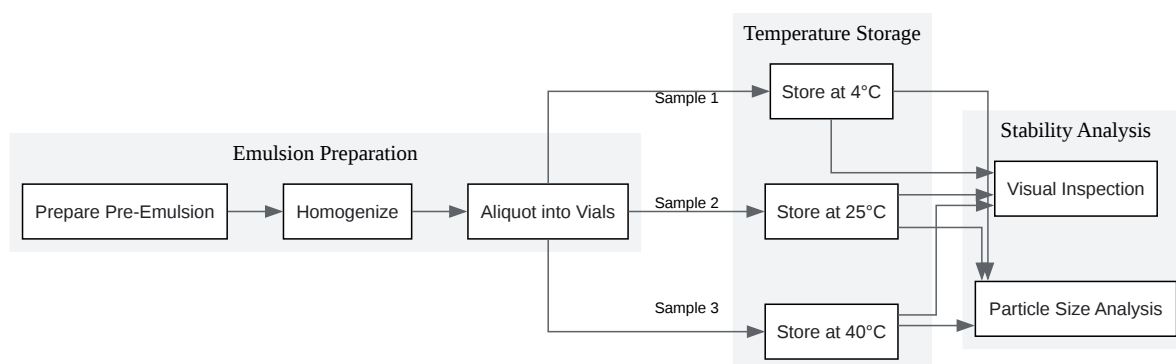 Temperature Storage
Store at 4°C
Sample 1
Stability Analysis
Emulsion Preparation
Visual Inspection
Prepare Pre-Emulsion
Homogenize
Aliquot into Vials
Sample 2
Store at 25°C
Sample 3
Store at 40°C
Particle Size Analysis